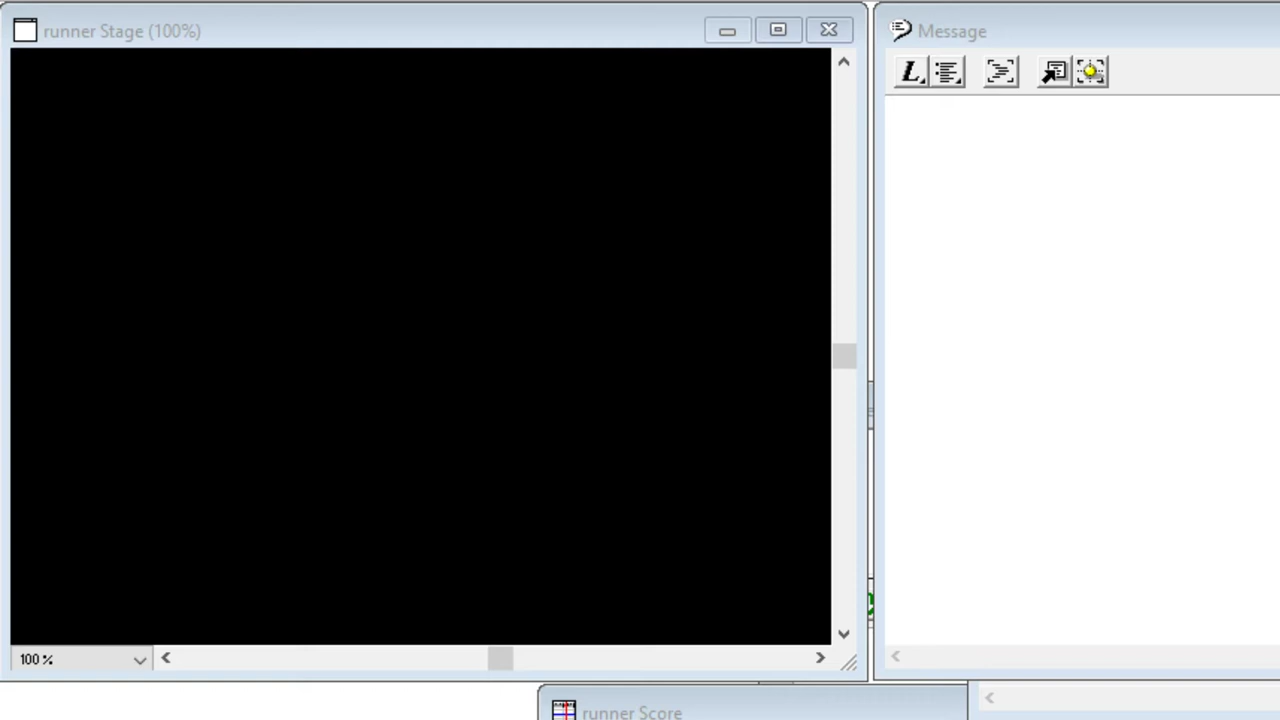 runner Stage (100%)
Message
L
100 %
runner Score